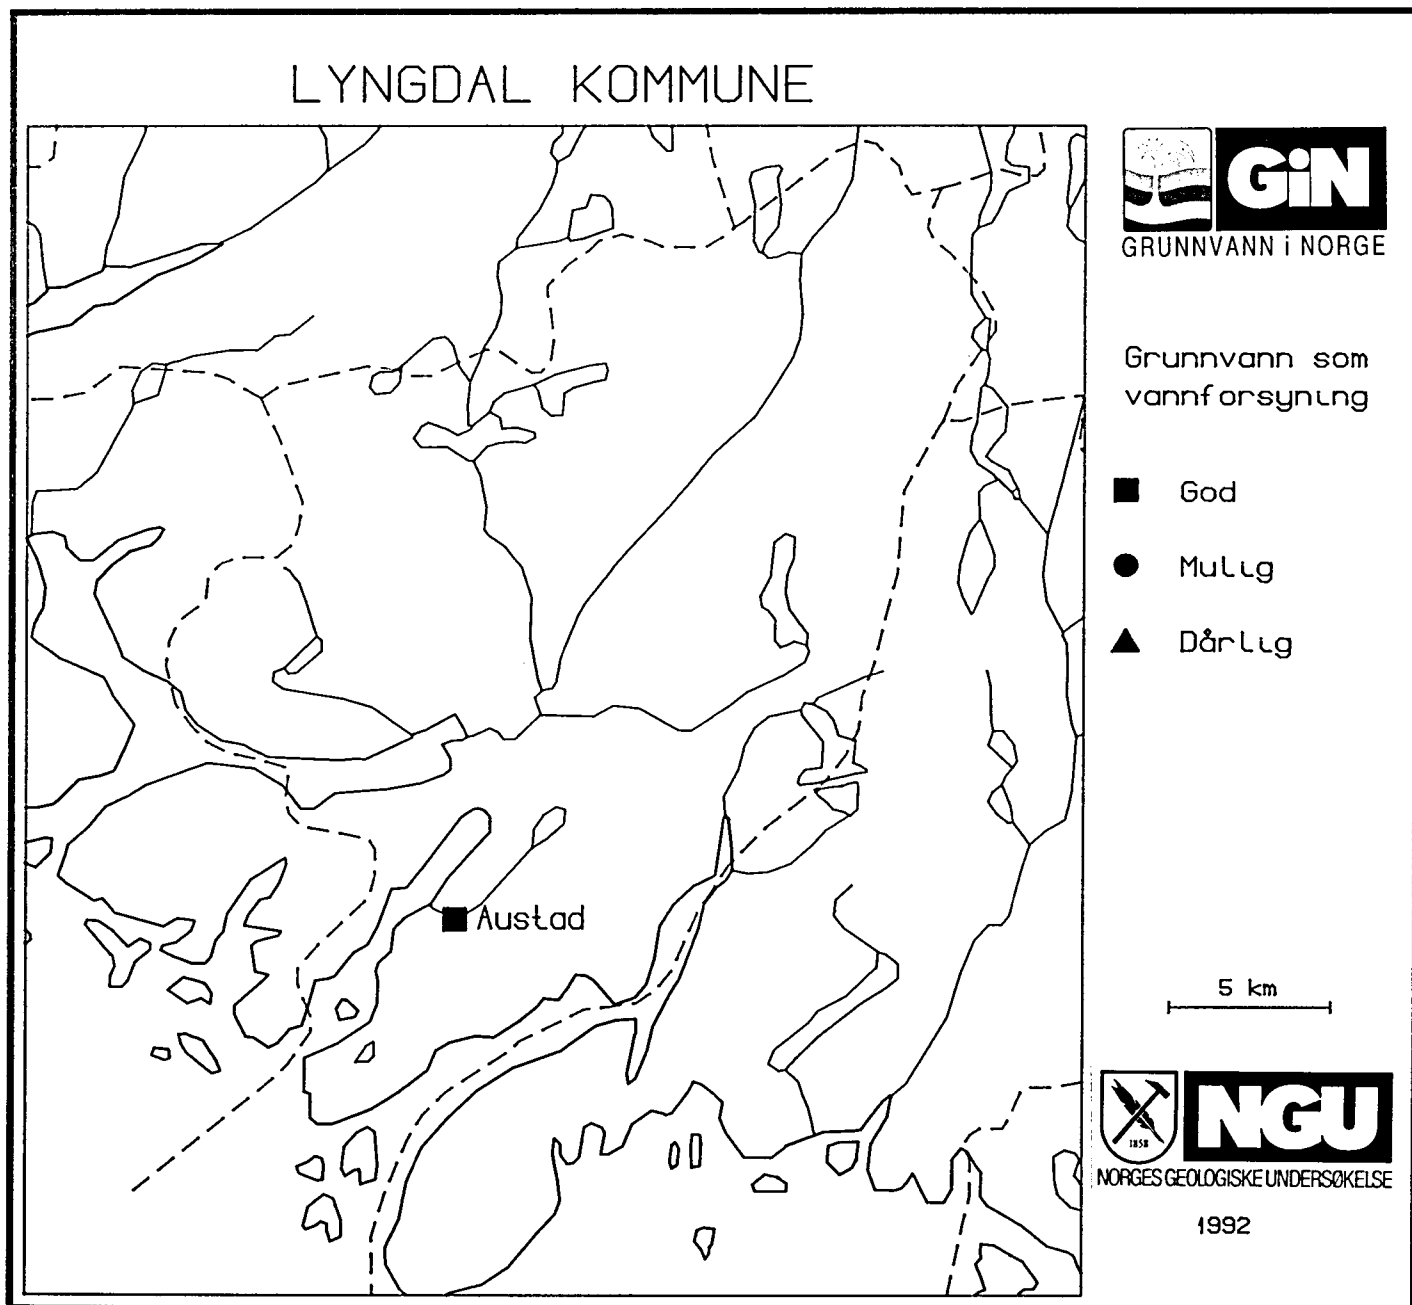 LYNGDAL KOMMUNE
GiN
GRUNNVANN i NORGE
Grunnvann som
vannforsyning
God
Mulig
Dårlig
Austad
5 km
1858
NGU
NORGES GEOLOGISKE UNDERSØKELSE
1992